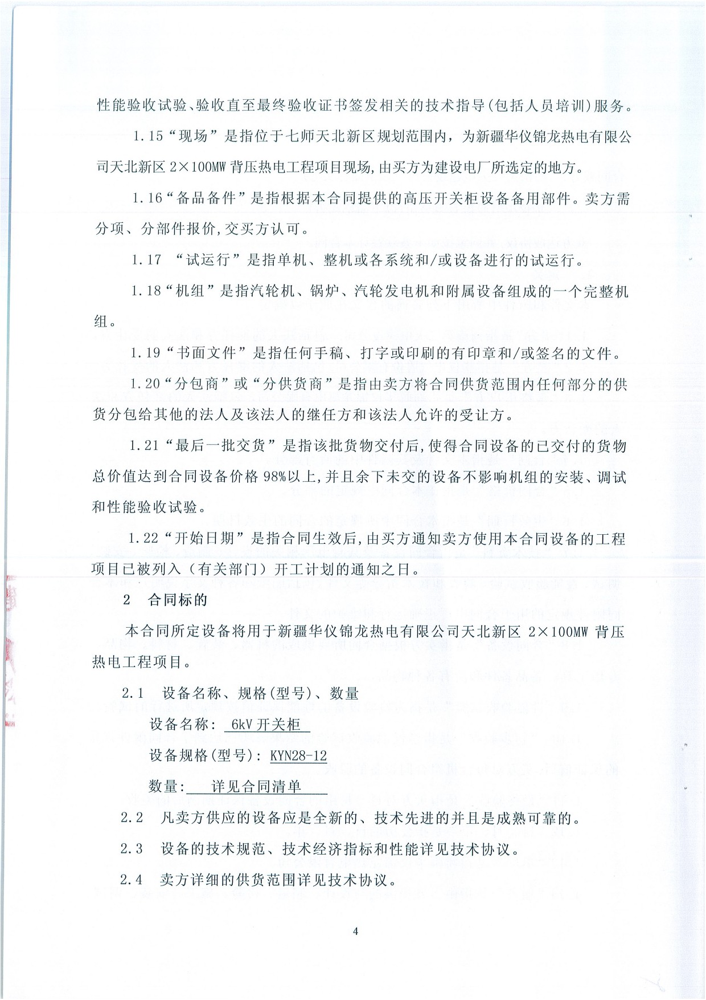 性能验收试验、验收直至最终验收证书签发相关的技术指导(包括人员培训)服务。
1.15“现场”是指位于七师天北新区规划范围内，为新疆华仪锦龙热电有限公
司天北新区 2×100MW 背压热电工程项目现场,由买方为建设电厂所选定的地方。
1.16“备品备件”是指根据本合同提供的高压开关柜设备备用部件。卖方需
分项、分部件报价,交买方认可。
1.17 “试运行”是指单机、整机或各系统和/或设备进行的试运行。
1.18“机组”是指汽轮机、锅炉、汽轮发电机和附属设备组成的一个完整机
组。
1.19“书面文件”是指任何手稿、打字或印刷的有印章和/或签名的文件。
1.20“分包商”或“分供货商”是指由卖方将合同供货范围内任何部分的供
货分包给其他的法人及该法人的继任方和该法人允许的受让方。
1.21“最后一批交货”是指该批货物交付后,使得合同设备的已交付的货物
总价值达到合同设备价格 98%以上,并且余下未交的设备不影响机组的安装、调试
和性能验收试验。
1.22“开始日期”是指合同生效后,由买方通知卖方使用本合同设备的工程
项目已被列入（有关部门）开工计划的通知之日。
2 合同标的
本合同所定设备将用于新疆华仪锦龙热电有限公司天北新区 2×100MW 背压
热电工程项目。
2.1 设备名称、规格(型号)、数量
设备名称: 6kV 开关柜
设备规格(型号): KYN28-12
数量: 详见合同清单
2.2 凡卖方供应的设备应是全新的、技术先进的并且是成熟可靠的。
2.3 设备的技术规范、技术经济指标和性能详见技术协议。
2.4 卖方详细的供货范围详见技术协议。
4